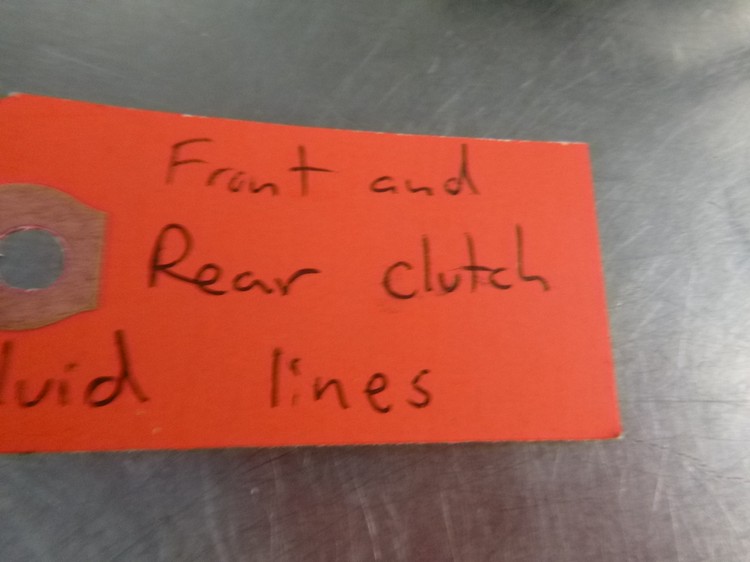 Front and
Rear clutch
luid lines